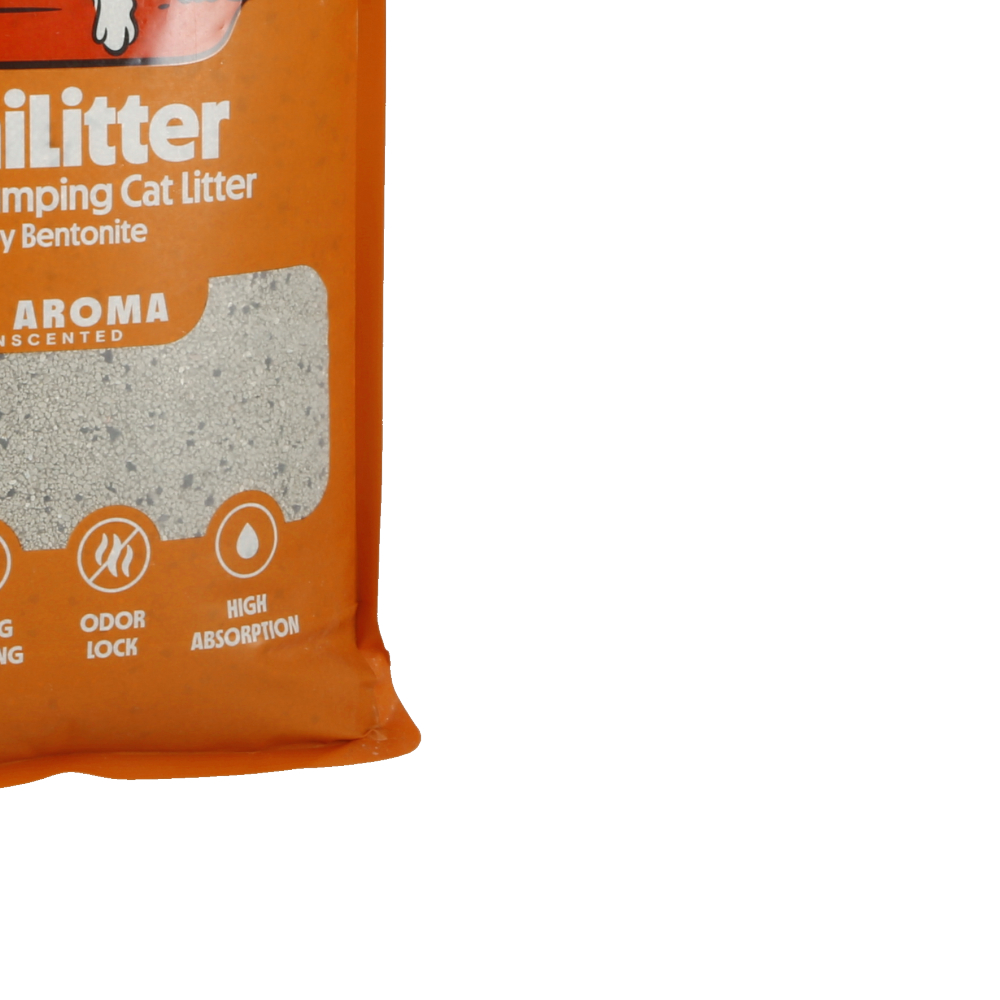 iLitter
mping Cat Litter
y Bentonite
AROMA
NSCENTED
G
NG
ODOR
LOCK
HIGH
ABSORPTION